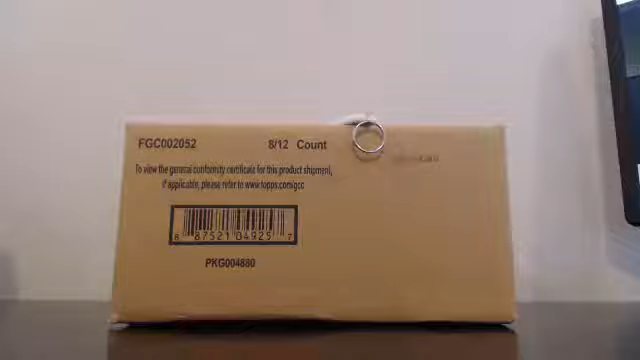 FGC002052 8/12 Count
To view the general conformity certificate for this product shipment,
if applicable, please refer to www.topps.com/gcc
8 87521 04925 7
PKG004880